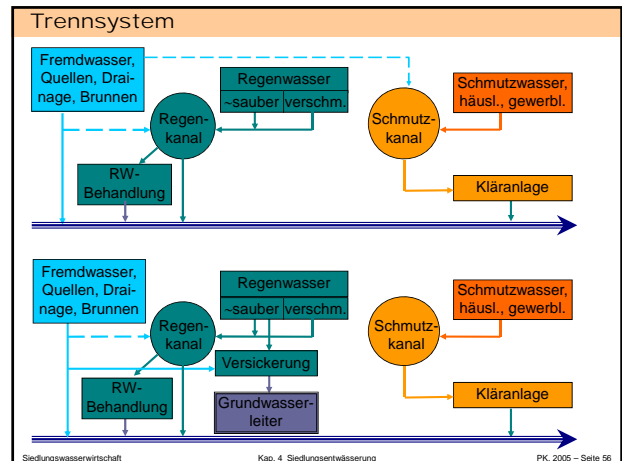 Trennsystem
Fremdwasser,
Quellen, Drai-
nage, Brunnen
Regen-
kanal
Regenwasser
~sauber verschm.
Schmutz-
kanal
Schmutzwasser,
häusl., gewerbl.
RW-
Behandlung
Kläranlage
Fremdwasser,
Quellen, Drai-
nage, Brunnen
Regen-
kanal
Regenwasser
~sauber verschm.
Schmutz-
kanal
Schmutzwasser,
häusl., gewerbl.
Versickerung
RW-
Behandlung
Grundwasser-
leiter
Kläranlage
Siedlungswasserwirtschaft Kap. 4 Siedlungsentwässerung PK, 2005 – Seite 56